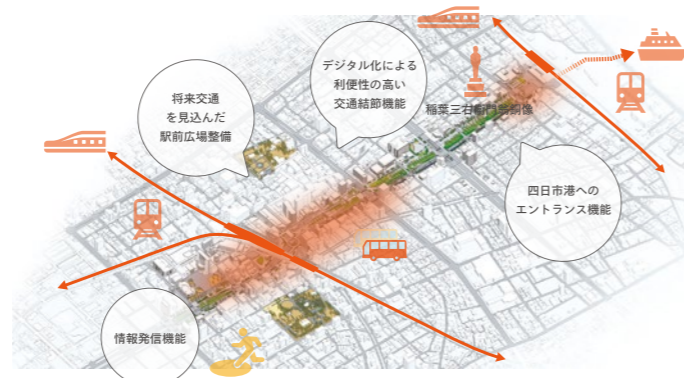 デジタル化による
利便性の高い
交通結節機能
将来交通
を見込んだ
駅前広場整備
稲葉三右衛門翁銅像
四日市港への
エントランス機能
情報発信機能